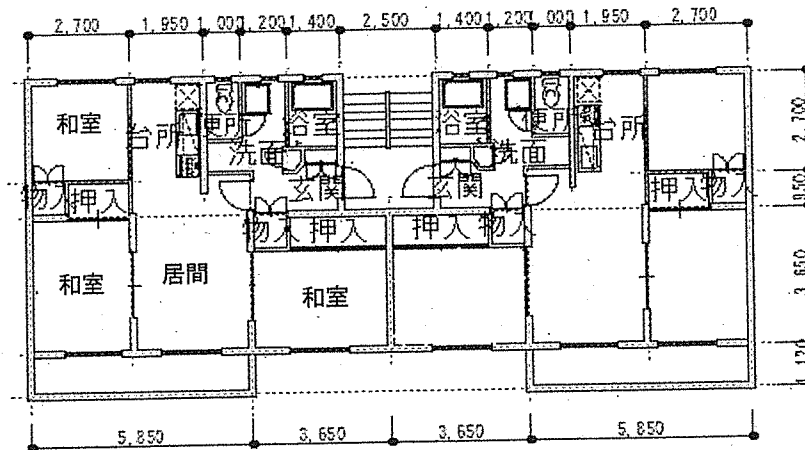 2,700 1,950 1,000 1,200 1,400 2,500 1,400 1,200 1,000 1,950 2,700
和室 台所 便所 浴室 浴室 便所 台所 2,700
洗面 洗面
玄関 玄関
物入 押入 押入 物入 950
物入 押入 押入 物入
和室 居間 和室 3,650
1,120
5,850 3,650 3,650 5,850